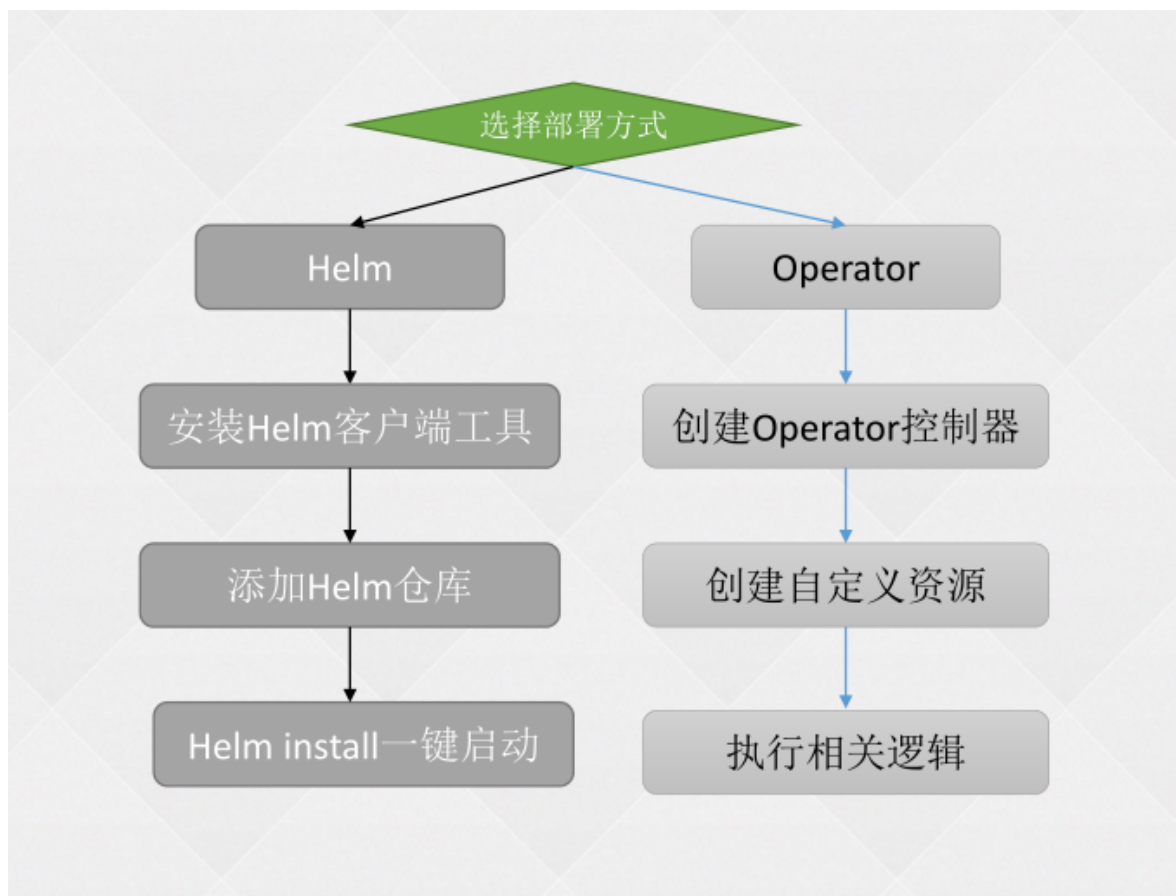 选择部署方式
Helm
Operator
安装Helm客户端工具
创建Operator控制器
添加Helm仓库
创建自定义资源
Helm install一键启动
执行相关逻辑